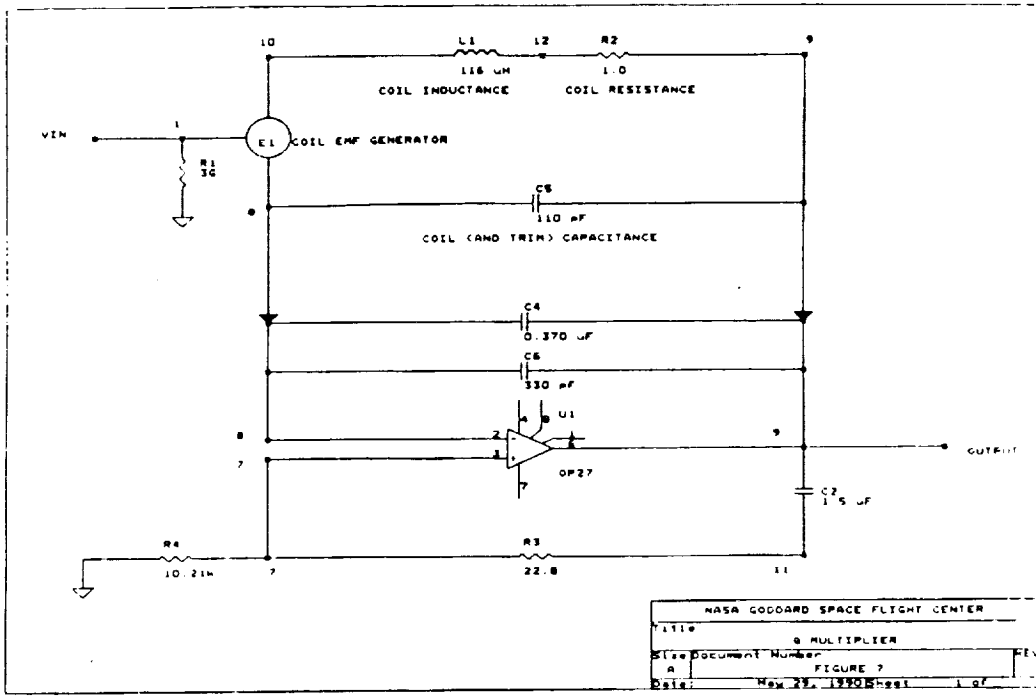 10
L1
12
R2
9
116 uH
1.0
COIL INDUCTANCE
COIL RESISTANCE
VIN
1
E1
COIL EMF GENERATOR
R1
3G
C5
110 pF
COIL (AND TRIM) CAPACITANCE
C4
0.370 uF
C6
330 pF
4
8
U1
8
2
-
9
7
3
+
OUTPUT
OP27
7
C2
1.5 uF
R4
R3
10.21K
7
22.8
11
NASA GODDARD SPACE FLIGHT CENTER
Title
Q MULTIPLIER
Size
Document Number
REV
A
FIGURE 7
Date:
May 29, 1990
Sheet
1 of